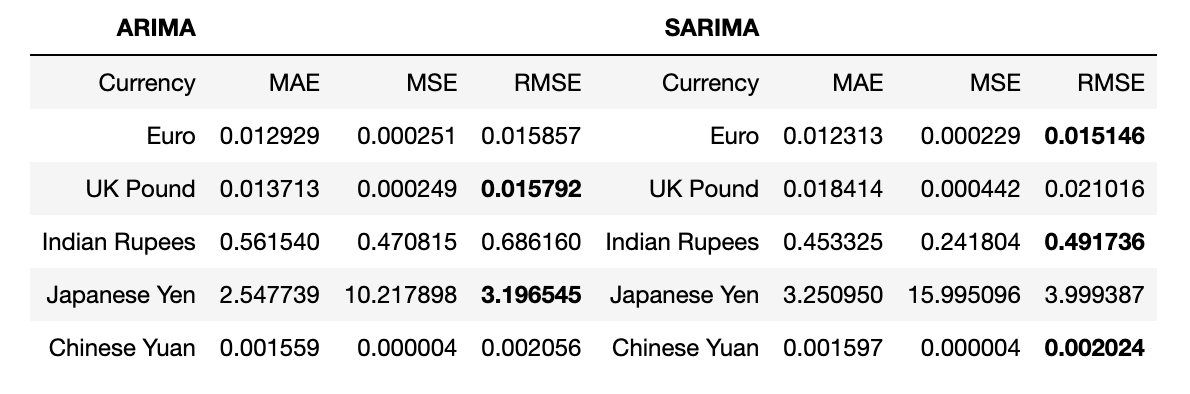 ARIMA SARIMA
Currency MAE MSE RMSE Currency MAE MSE RMSE
Euro 0.012929 0.000251 0.015857 Euro 0.012313 0.000229 0.015146
UK Pound 0.013713 0.000249 0.015792 UK Pound 0.018414 0.000442 0.021016
Indian Rupees 0.561540 0.470815 0.686160 Indian Rupees 0.453325 0.241804 0.491736
Japanese Yen 2.547739 10.217898 3.196545 Japanese Yen 3.250950 15.995096 3.999387
Chinese Yuan 0.001559 0.000004 0.002056 Chinese Yuan 0.001597 0.000004 0.002024